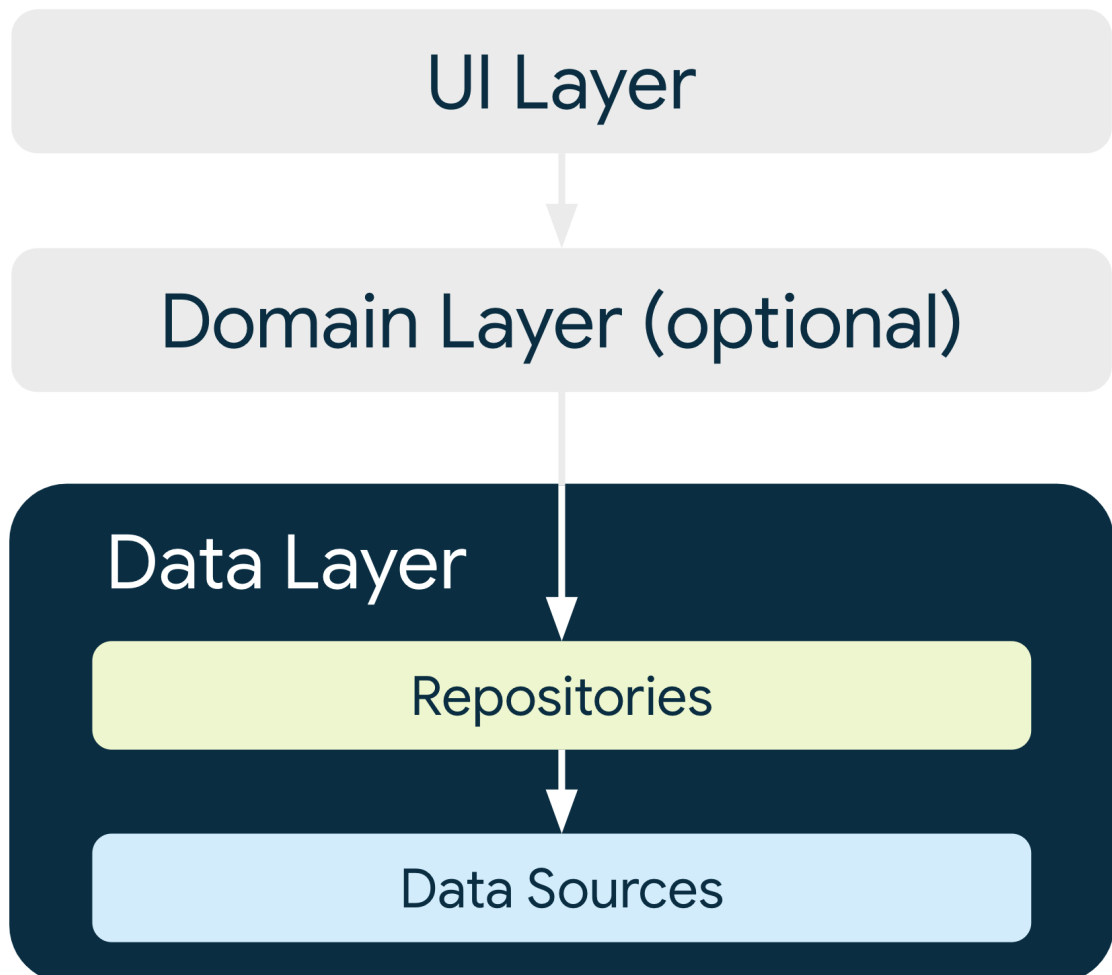 UI Layer
Domain Layer (optional)
Data Layer
Repositories
Data Sources